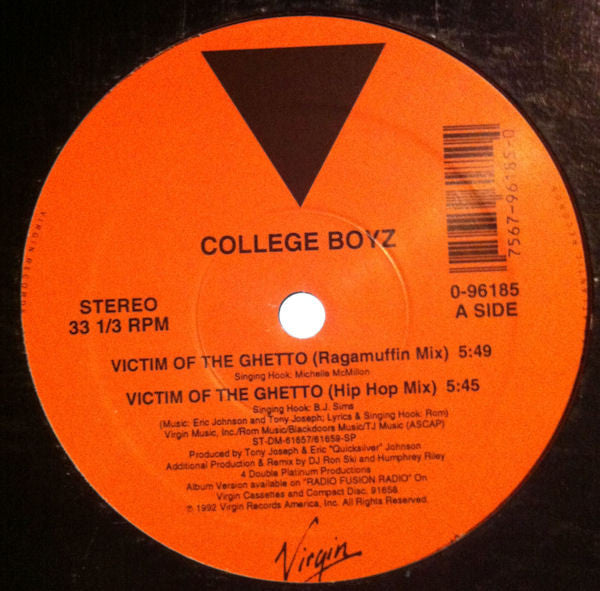 COLLEGE BOYZ
7567-96185-0
STEREO
33 1/3 RPM
0-96185
A SIDE
VICTIM OF THE GHETTO (Ragamuffin Mix) 5:49
Singing Hook: Michelle McMillon
VICTIM OF THE GHETTO (Hip Hop Mix) 5:45
Singing Hook: B.J. Sims
(Music: Eric Johnson and Tony Joseph; Lyrics & Singing Hook: Rom)
Virgin Music, Inc./Rom Music/Blackdoors Music/TJ Music (ASCAP)
ST-DM-61657/61659-SP
Produced by Tony Joseph & Eric "Quicksilver" Johnson
Additional Production & Remix by DJ Ron Ski and Humphrey Riley
4 Double Platinum Productions
Album Version available on "RADIO FUSION RADIO" On
Virgin Cassettes and Compact Disc, 91658
℗ 1992 Virgin Records America, Inc. All Rights Reserved.
Virgin
VIRGIN RECORDS